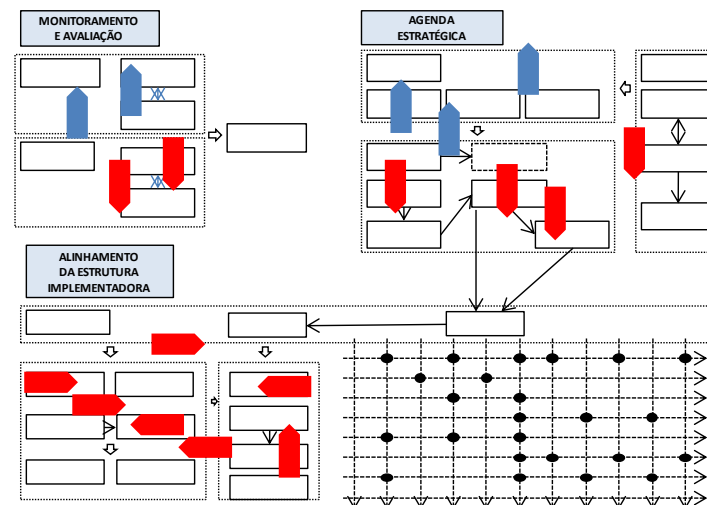 MONITORAMENTO
E AVALIAÇÃO
AGENDA
ESTRATÉGICA
ALINHAMENTO
DA ESTRUTURA
IMPLEMENTADORA